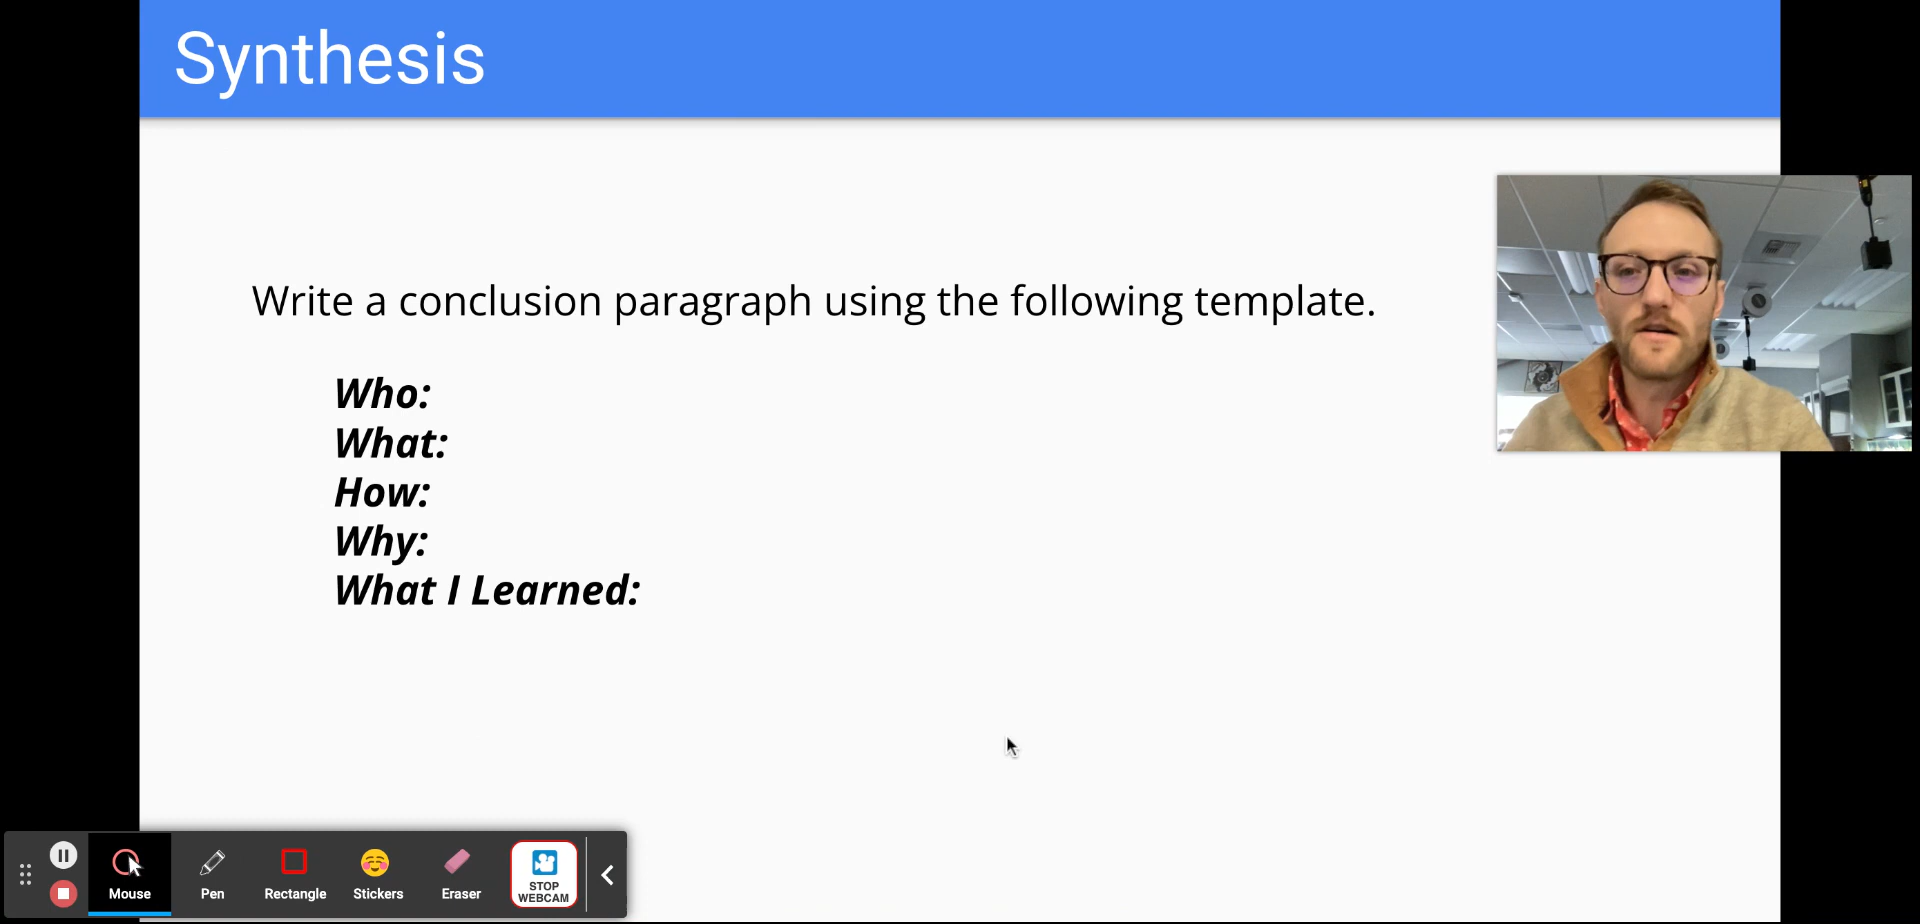 Synthesis
Write a conclusion paragraph using the following template.
Who:
What:
How:
Why:
What I Learned:
Mouse
Pen
Rectangle
Stickers
Eraser
STOP
WEBCAM